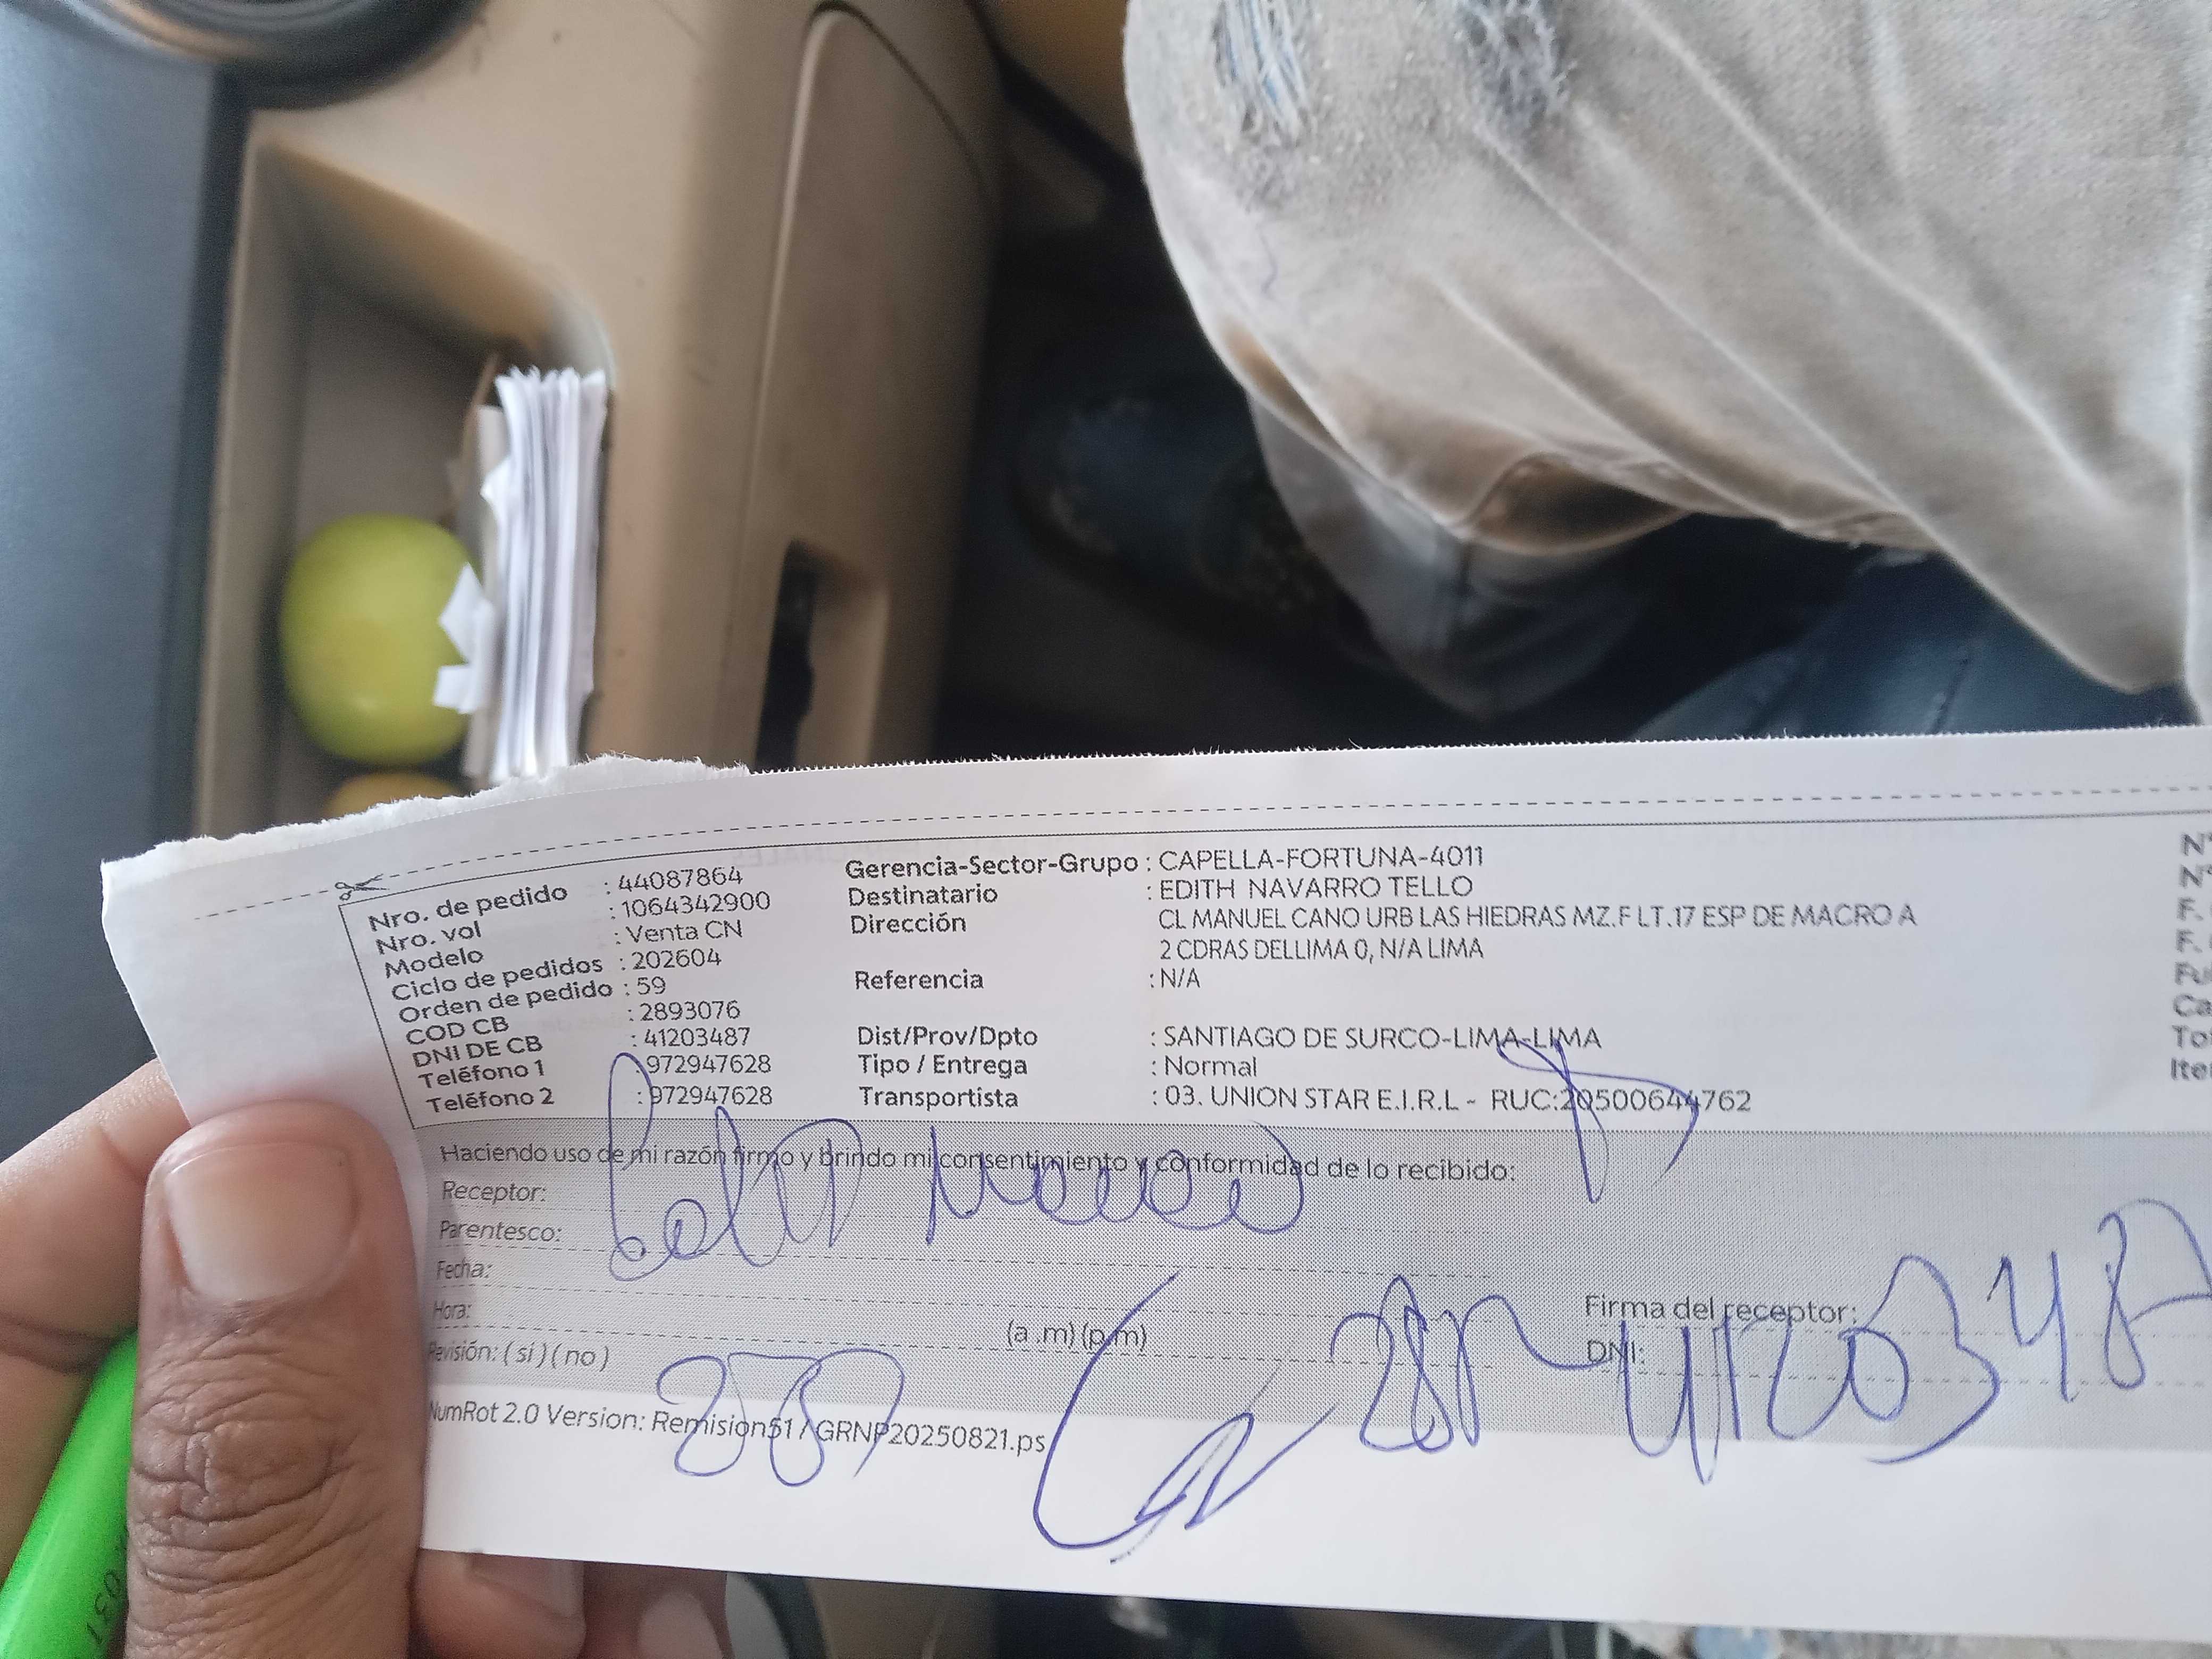 Nro. de pedido : 44087864
Nro. vol : 1064342900
Modelo : Venta CN
Ciclo de pedidos : 202604
Orden de pedido : 59
COD CB : 2893076
DNI DE CB : 41203487
Teléfono 1 : 972947628
Teléfono 2 : 972947628
Gerencia-Sector-Grupo : CAPELLA-FORTUNA-4011
Destinatario : EDITH NAVARRO TELLO
Dirección CL MANUEL CANO URB LAS HIEDRAS MZ.F LT.17 ESP DE MACRO A
2 CDRAS DELLIMA 0, N/A LIMA
Referencia : N/A
Dist/Prov/Dpto : SANTIAGO DE SURCO-LIMA-LIMA
Tipo / Entrega : Normal
Transportista : 03. UNION STAR E.I.R.L - RUC:20500644762
N°
N°
F.
F.
Ca
Ite
Haciendo uso de mi razón firmo y brindo mi consentimiento y conformidad de lo recibido:
Receptor:
Parentesco:
Fecha:
Hora: (a .m) (p.m)
Revisión: ( si ) ( no )
Firma del receptor:
DNI: 4120348
NumRot 2.0 Version: Remision51 / GRNP20250821.ps